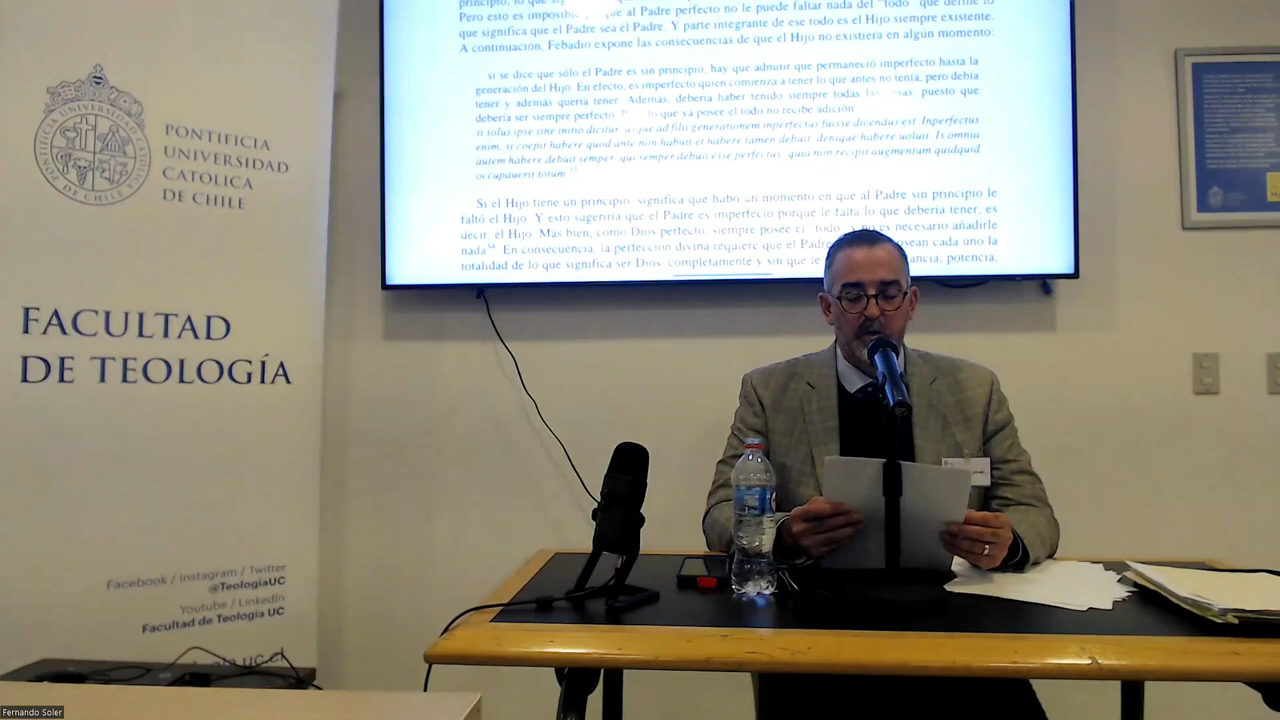 PONTIFICIA
UNIVERSIDAD
CATÓLICA
DE CHILE
FACULTAD
DE TEOLOGÍA
Facebook / Instagram / Twitter
@TeologiaUC
Youtube / LinkedIn
Facultad de Teología UC
Pero esto es imposible, que al Padre perfecto no le puede faltar nada del "todo" que define lo
que significa que el Padre sea el Padre. Y parte integrante de ese todo es el Hijo siempre existente.
A continuación, Febadio expone las consecuencias de que el Hijo no existiera en algún momento:
si se dice que sólo el Padre es sin principio, hay que admitir que permaneció imperfecto hasta la
generación del Hijo. En efecto, es imperfecto quien comienza a tener lo que antes no tenía, pero debía
tener y además quería tener. Además, debería haber tenido siempre todas las cosas, puesto que
debería ser siempre perfecto. lo que ya posee el todo no recibe adición
si solus ipse sine initio dicitur, usque ad filii generationem imperfectus fuisse dicendus est. Inperfectus
enim, si coepit habere quod ante non habuit et habere tamen debuit, denique habere uoluit. Is omnia
autem habere debuit semper, qui semper debuit esse perfectus, quia non recipit augmentum quidquid
occupauerit totum
Si el Hijo tiene un principio, significa que hubo un momento en que al Padre sin principio le
faltó el Hijo. Y esto sugeriría que el Padre es imperfecto porque le falta lo que debería tener, es
decir, el Hijo. Mas bien, como Dios perfecto, siempre posee el "todo" y no es necesario añadirle
nada54. En consecuencia, la perfección divina requiere que el Padre posean cada uno la
totalidad de lo que significa ser Dios completamente y sin que le potencia,
Fernando Soler